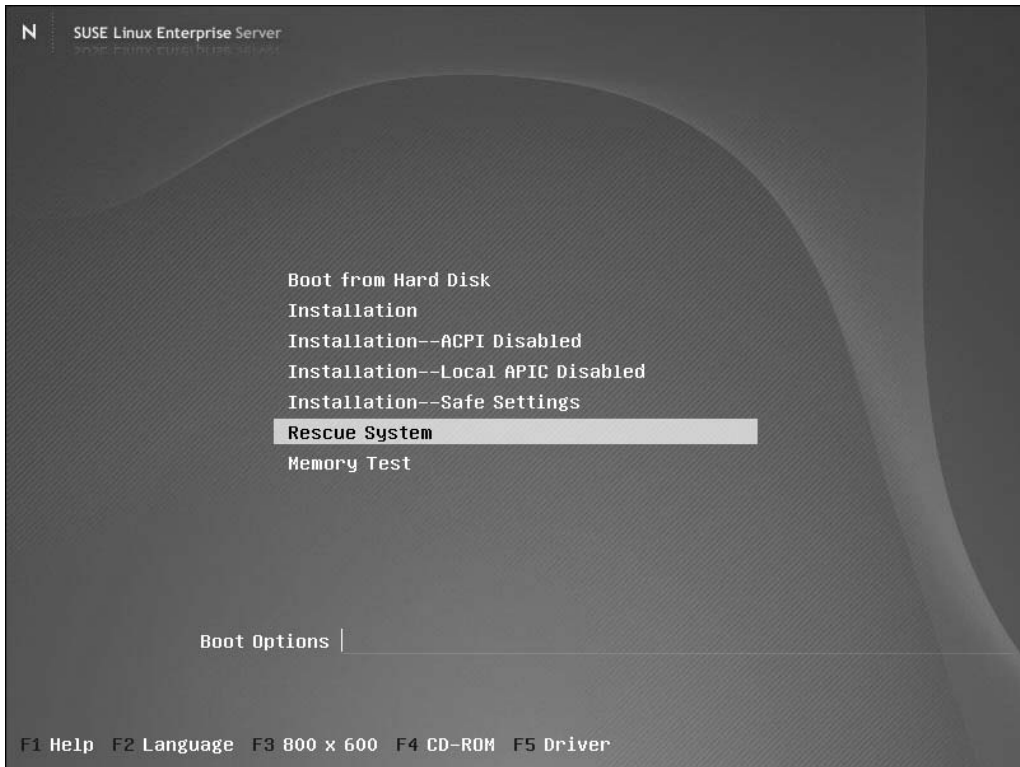 N SUSE Linux Enterprise Server
Boot from Hard Disk
Installation
Installation--ACPI Disabled
Installation--Local APIC Disabled
Installation--Safe Settings
Rescue System
Memory Test
Boot Options
F1 Help F2 Language F3 800 x 600 F4 CD-ROM F5 Driver